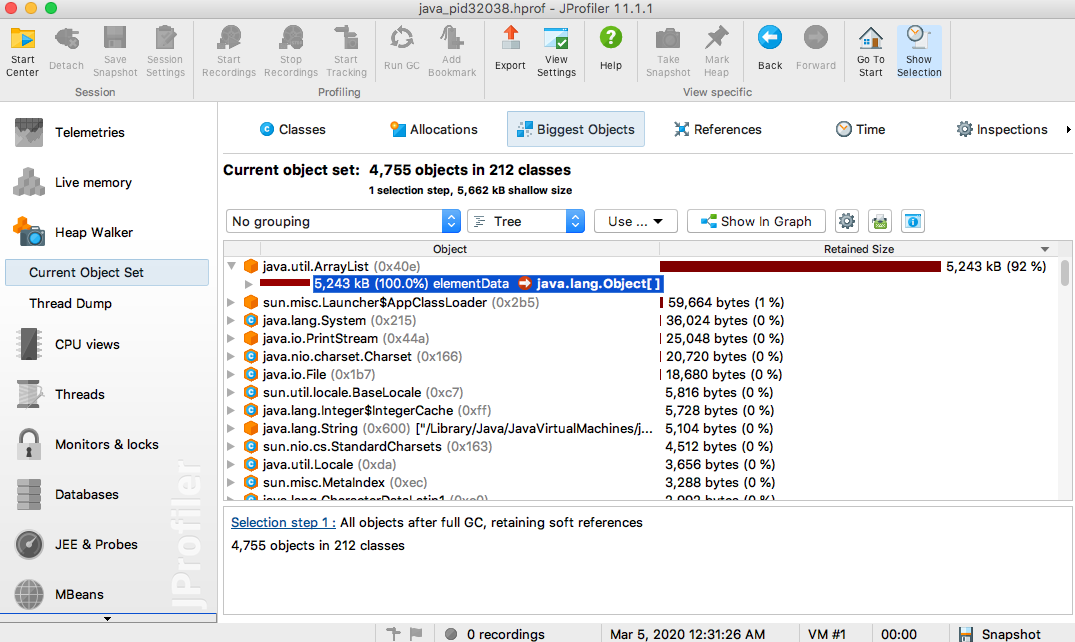 java_pid32038.hprof - JProfiler 11.1.1
Start Center
Detach
Save Snapshot
Session Settings
Start Recordings
Stop Recordings
Start Tracking
Run GC
Add Bookmark
Export
View Settings
Help
Take Snapshot
Mark Heap
Back
Forward
Go To Start
Show Selection
Session
Profiling
View specific
Telemetries
Live memory
Heap Walker
Current Object Set
Thread Dump
CPU views
Threads
Monitors & locks
Databases
JEE & Probes
MBeans
JProfiler
Classes
Allocations
Biggest Objects
References
Time
Inspections
Current object set: 4,755 objects in 212 classes
1 selection step, 5,662 kB shallow size
No grouping
Tree
Use ...
Show In Graph
Object Retained Size
java.util.ArrayList (0x40e) 5,243 kB (92 %)
5,243 kB (100.0%) elementData java.lang.Object[ ]
sun.misc.Launcher$AppClassLoader (0x2b5) 59,664 bytes (1 %)
java.lang.System (0x215) 36,024 bytes (0 %)
java.io.PrintStream (0x44a) 25,048 bytes (0 %)
java.nio.charset.Charset (0x166) 20,720 bytes (0 %)
java.io.File (0x1b7) 18,680 bytes (0 %)
sun.util.locale.BaseLocale (0xc7) 5,816 bytes (0 %)
java.lang.Integer$IntegerCache (0xff) 5,728 bytes (0 %)
java.lang.String (0x600) ["/Library/Java/JavaVirtualMachines/j... 5,104 bytes (0 %)
sun.nio.cs.StandardCharsets (0x163) 4,512 bytes (0 %)
java.util.Locale (0xda) 3,656 bytes (0 %)
sun.misc.MetaIndex (0xec) 3,288 bytes (0 %)
java.lang.CharacterDataLatin1
Selection step 1 : All objects after full GC, retaining soft references
4,755 objects in 212 classes
0 recordings
Mar 5, 2020 12:31:26 AM
VM #1
00:00
Snapshot